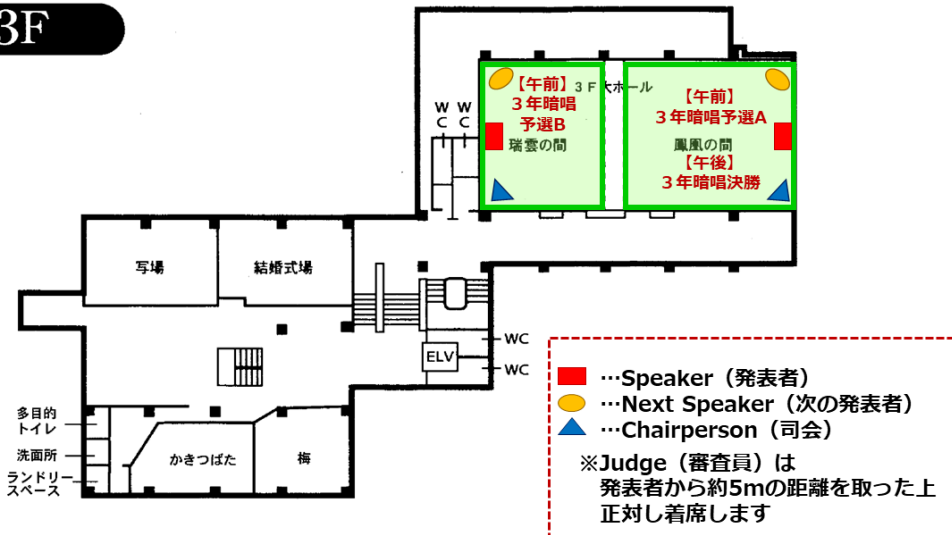 3F
【午前】
３年暗唱
予選B
瑞雲の間
３Ｆ大ホール
【午前】
３年暗唱予選A
鳳凰の間
【午後】
３年暗唱決勝
WC
WC
写場
結婚式場
ELV
WC
WC
多目的
トイレ
洗面所
ランドリー
スペース
かきつばた
梅
…Speaker（発表者）
…Next Speaker（次の発表者）
…Chairperson（司会）
※Judge（審査員）は
発表者から約5mの距離を取った上
正対し着席します